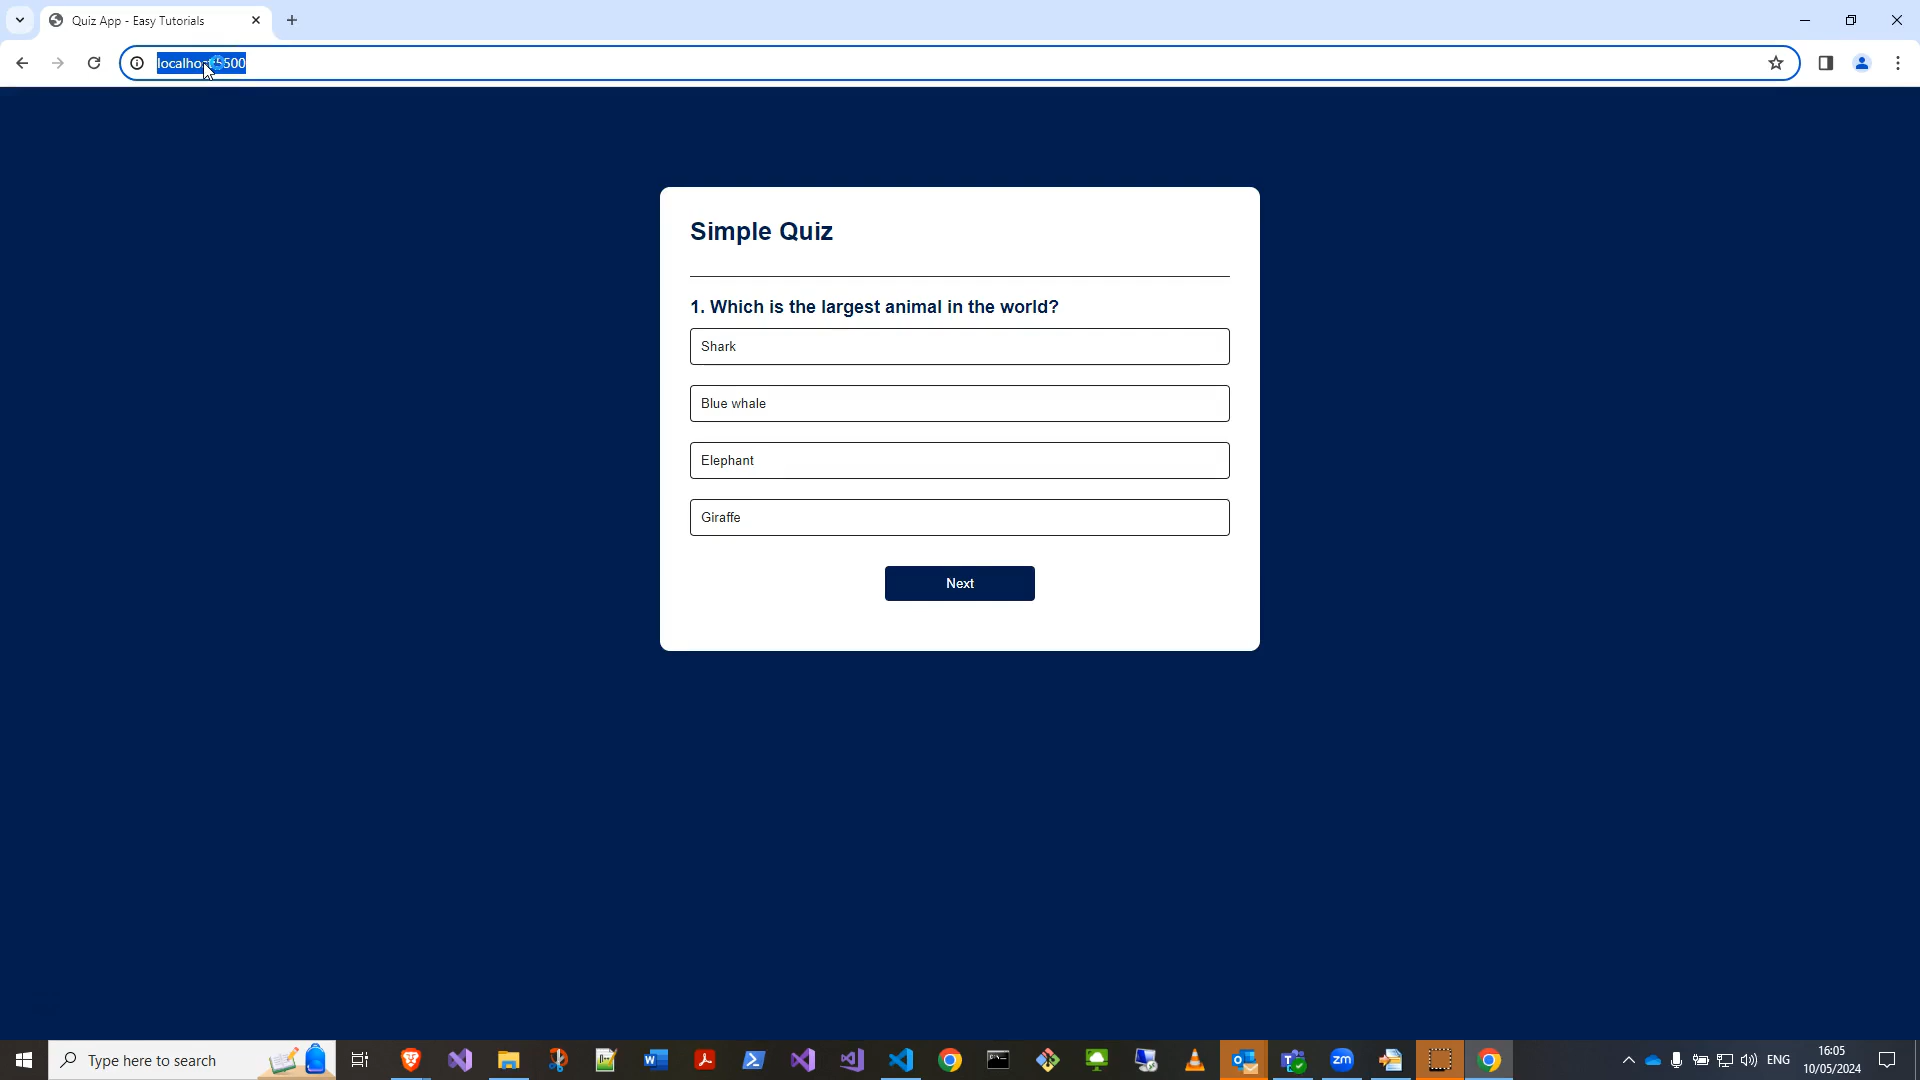 Quiz App - Easy Tutorials
Simple Quiz
1. Which is the largest animal in the world?
Shark
Blue whale
Elephant
Giraffe
Next
Type here to search
zm
ENG
16:05
10/05/2024